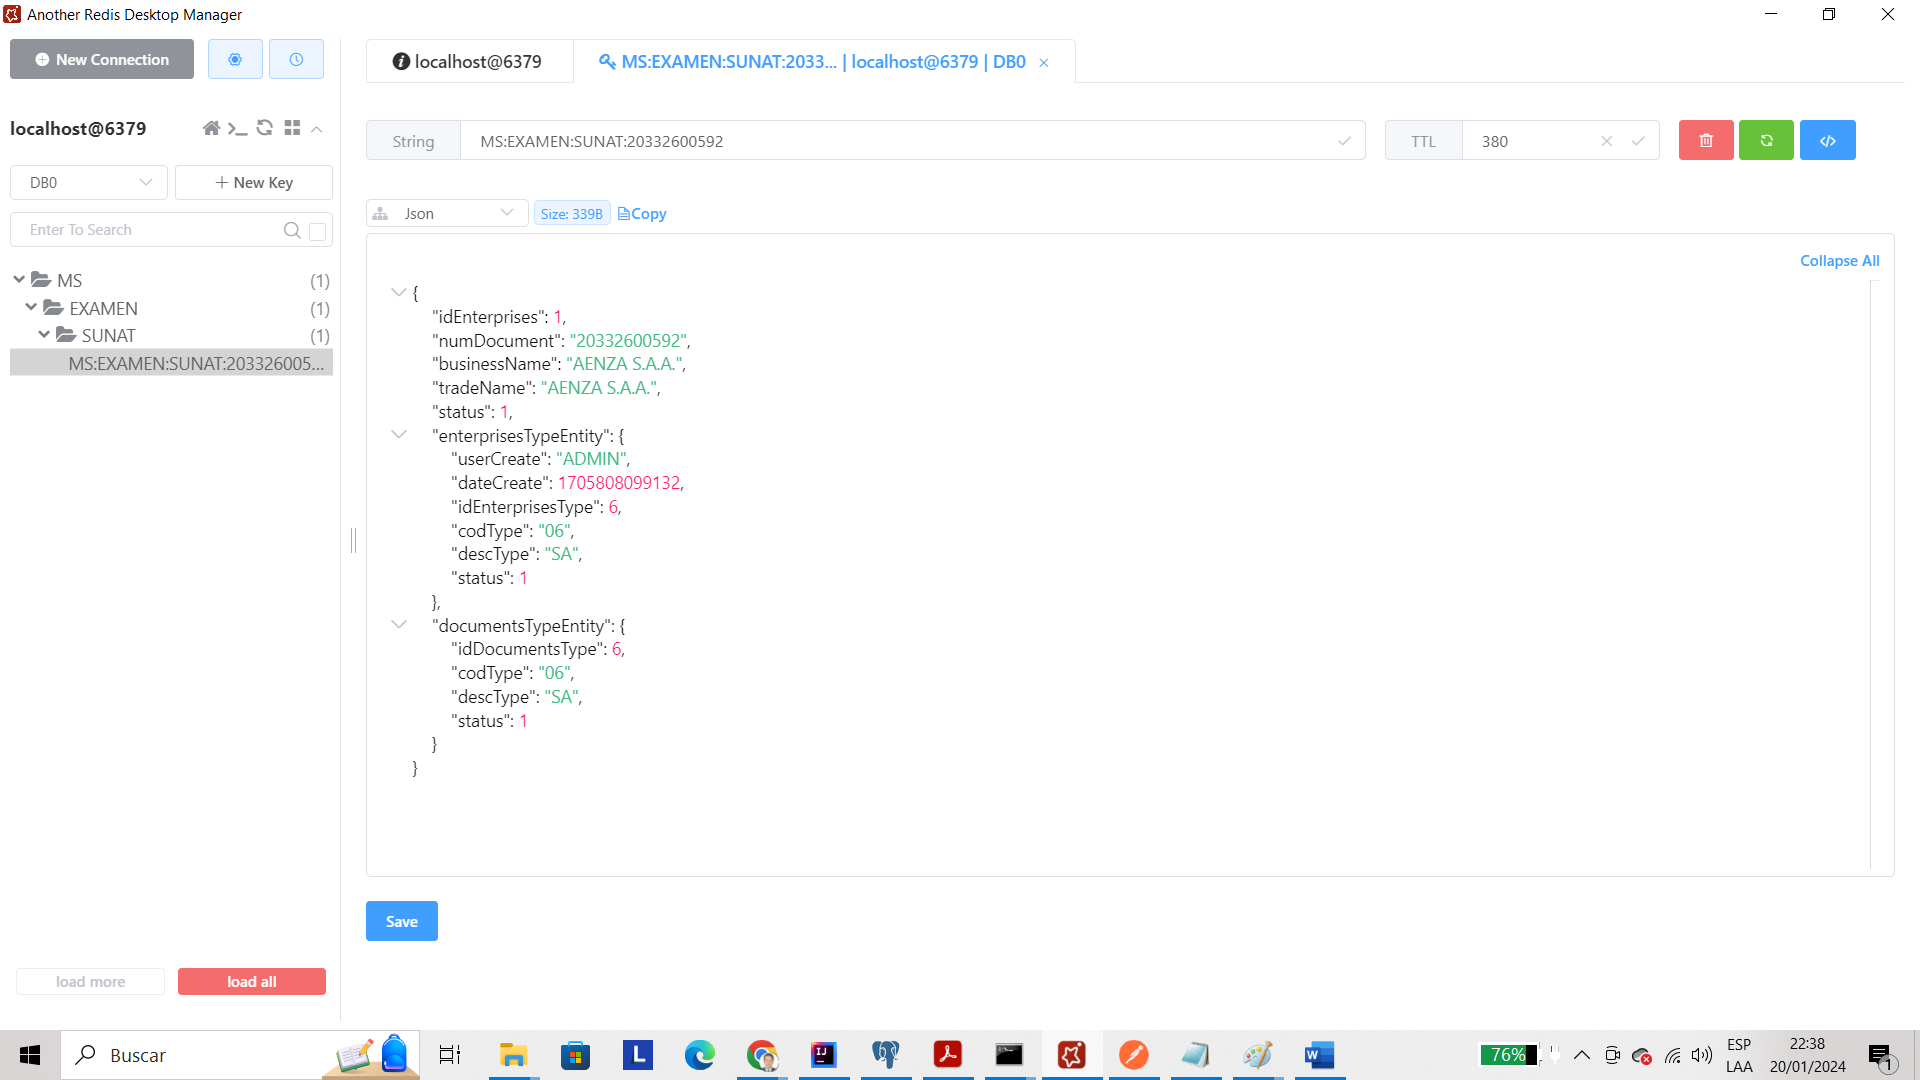 Another Redis Desktop Manager
New Connection
localhost@6379
MS:EXAMEN:SUNAT:2033... | localhost@6379 | DB0
localhost@6379
String
MS:EXAMEN:SUNAT:20332600592
TTL
380
DB0
New Key
Json
Size: 339B
Copy
Enter To Search
Collapse All
MS
(1)
EXAMEN
(1)
SUNAT
(1)
MS:EXAMEN:SUNAT:203326005...
{
"idEnterprises": 1,
"numDocument": "20332600592",
"businessName": "AENZA S.A.A.",
"tradeName": "AENZA S.A.A.",
"status": 1,
"enterprisesTypeEntity": {
"userCreate": "ADMIN",
"dateCreate": 1705808099132,
"idEnterprisesType": 6,
"codType": "06",
"descType": "SA",
"status": 1
},
"documentsTypeEntity": {
"idDocumentsType": 6,
"codType": "06",
"descType": "SA",
"status": 1
}
}
Save
load more
load all
Buscar
76%
ESP
LAA
22:38
20/01/2024
1